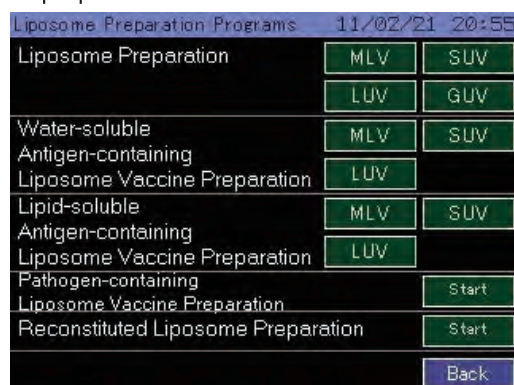 Liposome Preparation Programs 11/02/21 20:55
Liposome Preparation MLV SUV
LUV GUV
Water-soluble MLV SUV
Antigen-containing
Liposome Vaccine Preparation LUV
Lipid-soluble MLV SUV
Antigen-containing
Liposome Vaccine Preparation LUV
Pathogen-containing
Liposome Vaccine Preparation Start
Reconstituted Liposome Preparation Start
Back